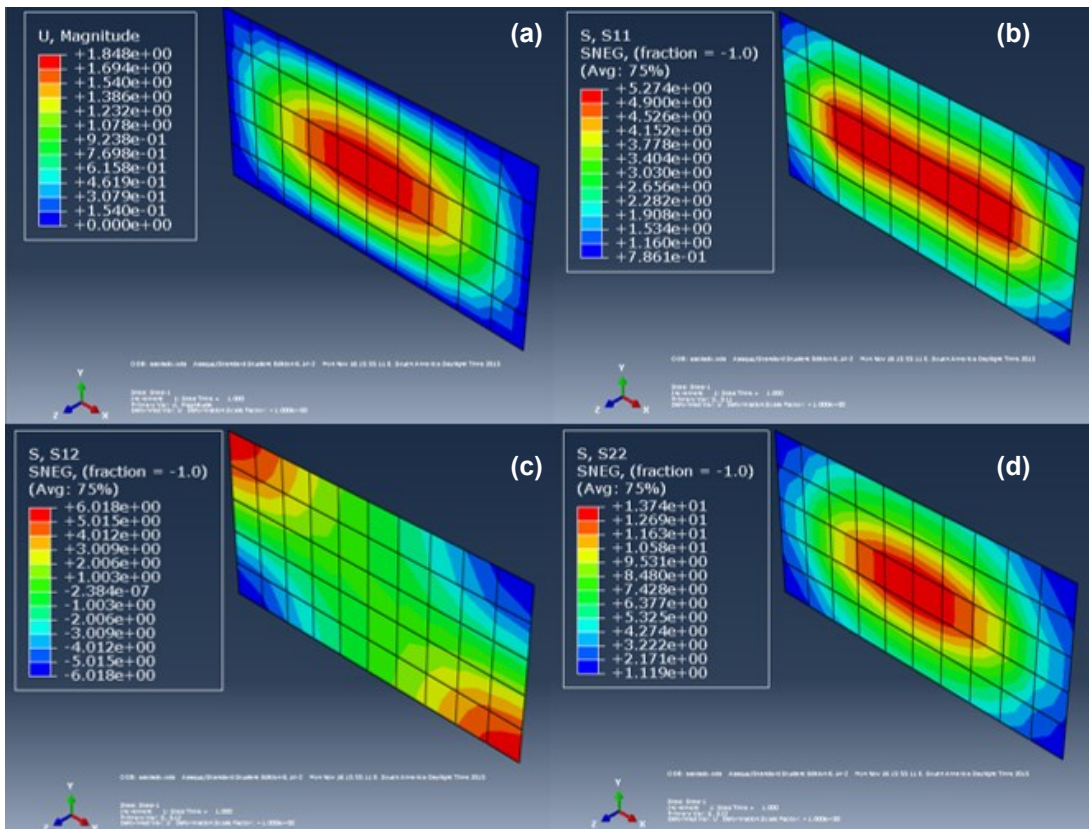 (a)
U, Magnitude
+1.848e+00
+1.694e+00
+1.540e+00
+1.386e+00
+1.232e+00
+1.078e+00
+9.238e-01
+7.698e-01
+6.158e-01
+4.619e-01
+3.079e-01
+1.540e-01
+0.000e+00
Y
Z
X
(b)
S, S11
SNEG, (fraction = -1.0)
(Avg: 75%)
+5.274e+00
+4.900e+00
+4.526e+00
+4.152e+00
+3.778e+00
+3.404e+00
+3.030e+00
+2.656e+00
+2.282e+00
+1.908e+00
+1.534e+00
+1.160e+00
+7.861e-01
Y
Z
X
(c)
S, S12
SNEG, (fraction = -1.0)
(Avg: 75%)
+6.018e+00
+5.015e+00
+4.012e+00
+3.009e+00
+2.006e+00
+1.003e+00
-2.384e-07
-1.003e+00
-2.006e+00
-3.009e+00
-4.012e+00
-5.015e+00
-6.018e+00
Y
Z
X
(d)
S, S22
SNEG, (fraction = -1.0)
(Avg: 75%)
+1.374e+01
+1.269e+01
+1.163e+01
+1.058e+01
+9.531e+00
+8.480e+00
+7.428e+00
+6.377e+00
+5.325e+00
+4.274e+00
+3.222e+00
+2.171e+00
+1.119e+00
Y
Z
X